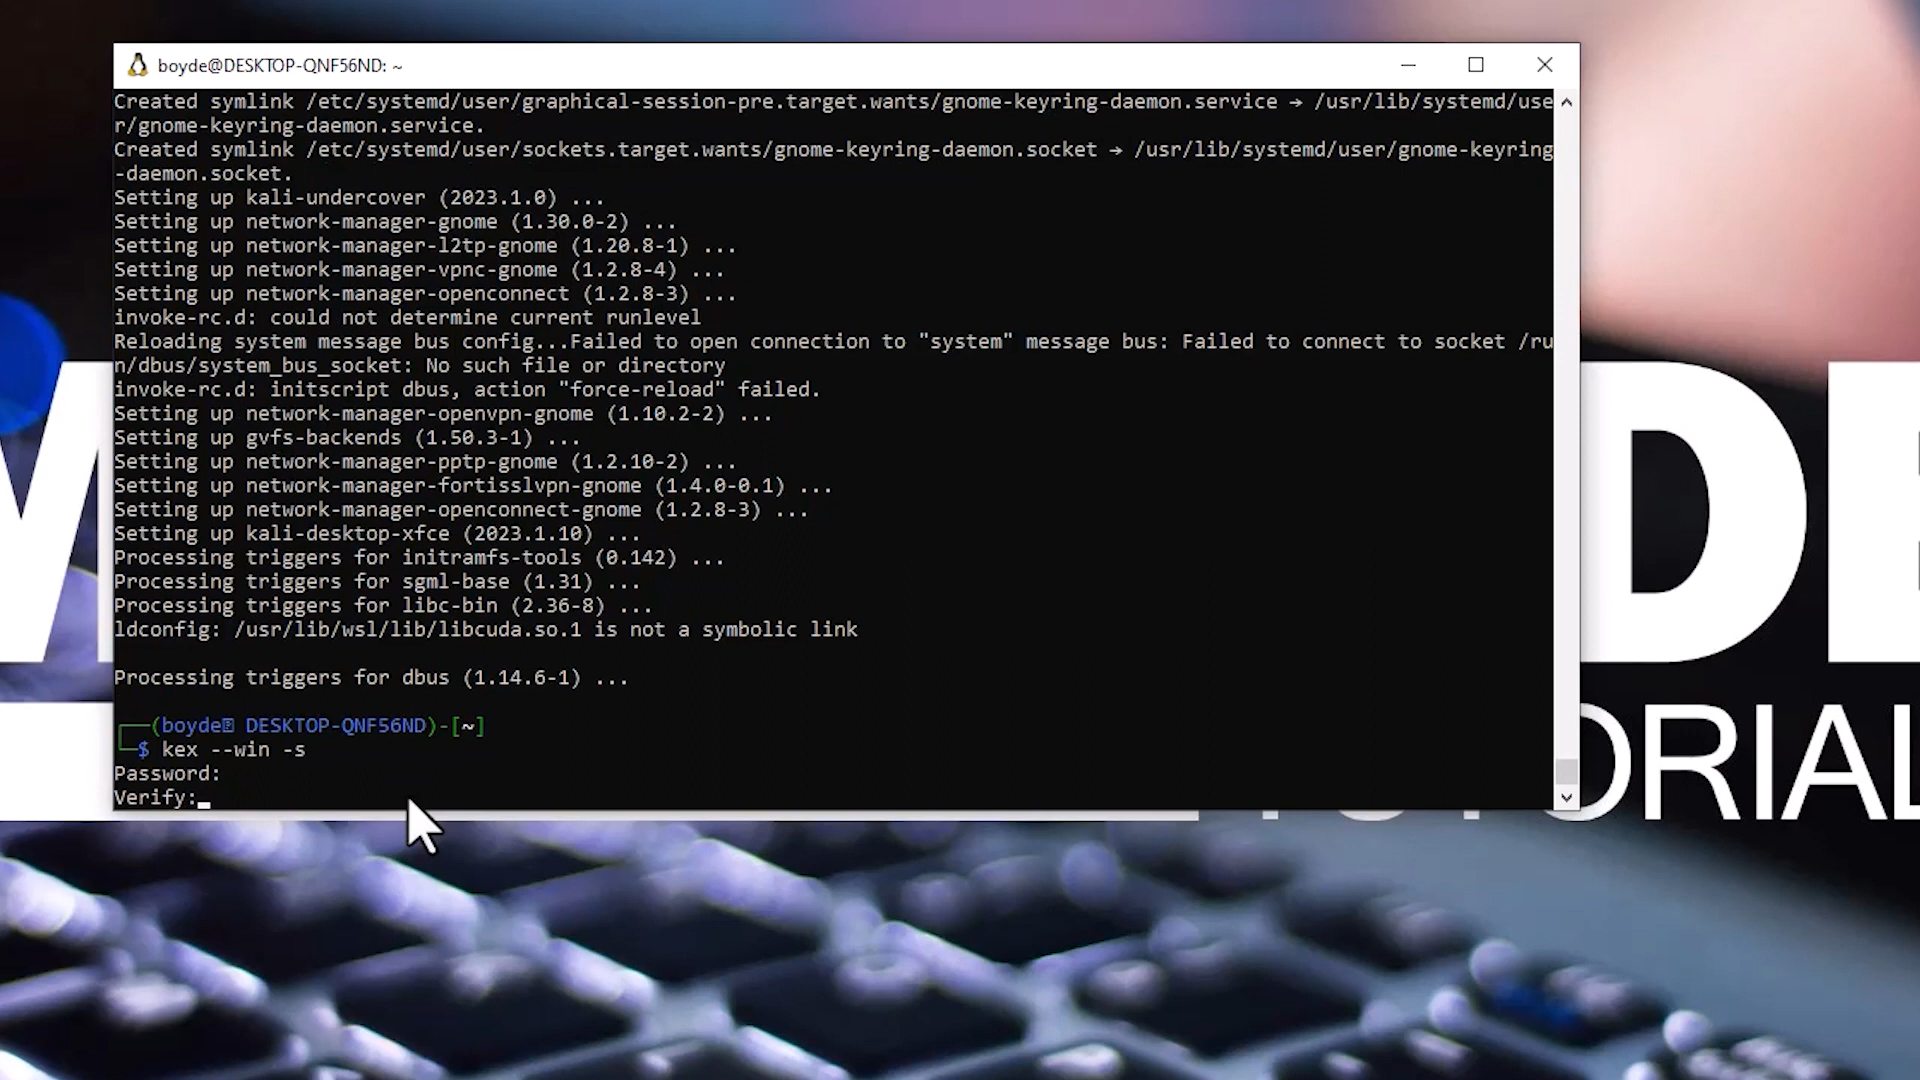 boyde@DESKTOP-QNF56ND: ~
Created symlink /etc/systemd/user/graphical-session-pre.target.wants/gnome-keyring-daemon.service → /usr/lib/systemd/use
r/gnome-keyring-daemon.service.
Created symlink /etc/systemd/user/sockets.target.wants/gnome-keyring-daemon.socket → /usr/lib/systemd/user/gnome-keyring
-daemon.socket.
Setting up kali-undercover (2023.1.0) ...
Setting up network-manager-gnome (1.30.0-2) ...
Setting up network-manager-l2tp-gnome (1.20.8-1) ...
Setting up network-manager-vpnc-gnome (1.2.8-4) ...
Setting up network-manager-openconnect (1.2.8-3) ...
invoke-rc.d: could not determine current runlevel
Reloading system message bus config...Failed to open connection to "system" message bus: Failed to connect to socket /ru
n/dbus/system_bus_socket: No such file or directory
invoke-rc.d: initscript dbus, action "force-reload" failed.
Setting up network-manager-openvpn-gnome (1.10.2-2) ...
Setting up gvfs-backends (1.50.3-1) ...
Setting up network-manager-pptp-gnome (1.2.10-2) ...
Setting up network-manager-fortisslvpn-gnome (1.4.0-0.1) ...
Setting up network-manager-openconnect-gnome (1.2.8-3) ...
Setting up kali-desktop-xfce (2023.1.10) ...
Processing triggers for initramfs-tools (0.142) ...
Processing triggers for sgml-base (1.31) ...
Processing triggers for libc-bin (2.36-8) ...
ldconfig: /usr/lib/wsl/lib/libcuda.so.1 is not a symbolic link
Processing triggers for dbus (1.14.6-1) ...
┌──(boyde⍰ DESKTOP-QNF56ND)-[~]
└─$ kex --win -s
Password:
Verify: